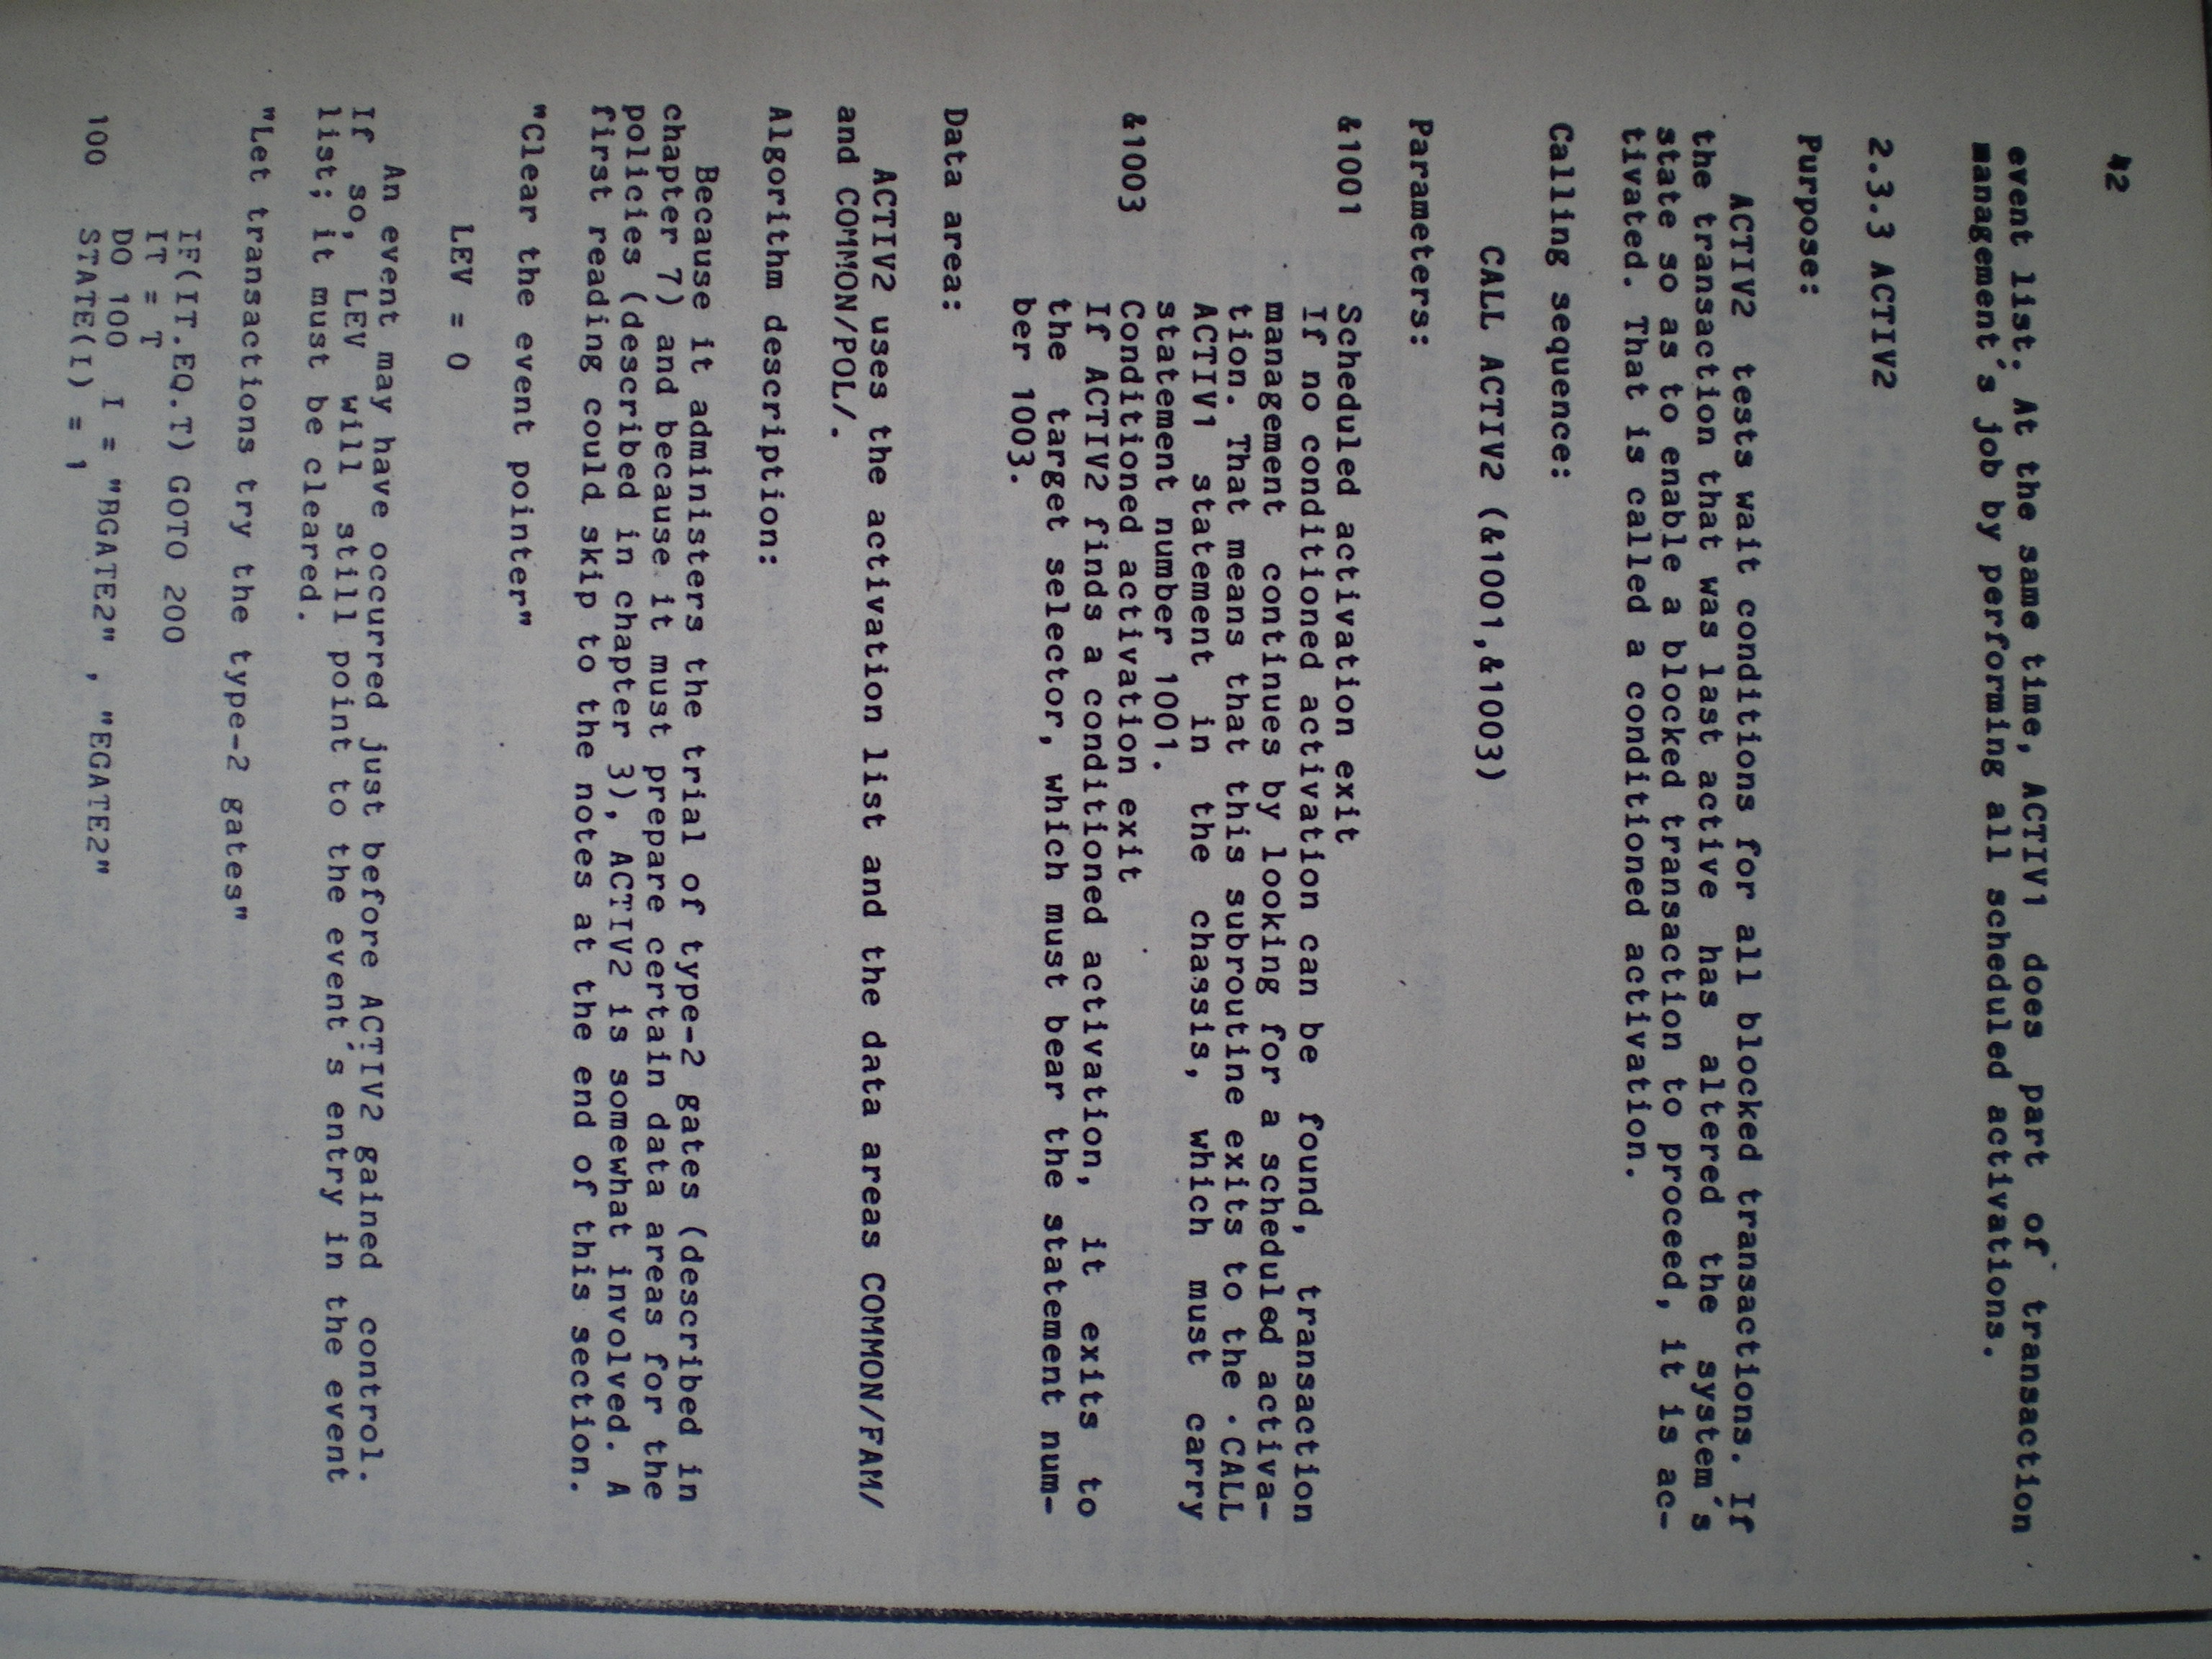 42
event list. At the same time, ACTIV1 does part of transaction
management's job by performing all scheduled activations.
2.3.3 ACTIV2
Purpose:
ACTIV2 tests wait conditions for all blocked transactions. If
the transaction that was last active has altered the system's
state so as to enable a blocked transaction to proceed, it is ac-
tivated. That is called a conditioned activation.
Calling sequence:
CALL ACTIV2 (&1001,&1003)
Parameters:
&1001 Scheduled activation exit
If no conditioned activation can be found, transaction
management continues by looking for a scheduled activa-
tion. That means that this subroutine exits to the CALL
ACTIV1 statement in the chassis, which must carry
statement number 1001.
&1003 Conditioned activation exit
If ACTIV2 finds a conditioned activation, it exits to
the target selector, which must bear the statement num-
ber 1003.
Data area:
ACTIV2 uses the activation list and the data areas COMMON/FAM/
and COMMON/POL/.
Algorithm description:
Because it administers the trial of type-2 gates (described in
chapter 7) and because it must prepare certain data areas for the
policies (described in chapter 3), ACTIV2 is somewhat involved. A
first reading could skip to the notes at the end of this section.
"Clear the event pointer"
LEV = 0
An event may have occurred just before ACTIV2 gained control.
If so, LEV will still point to the event's entry in the event
list; it must be cleared.
"Let transactions try the type-2 gates"
IF(IT.EQ.T) GOTO 200
IT = T
DO 100 I = "BGATE2" , "EGATE2"
100 STATE(I) = 1